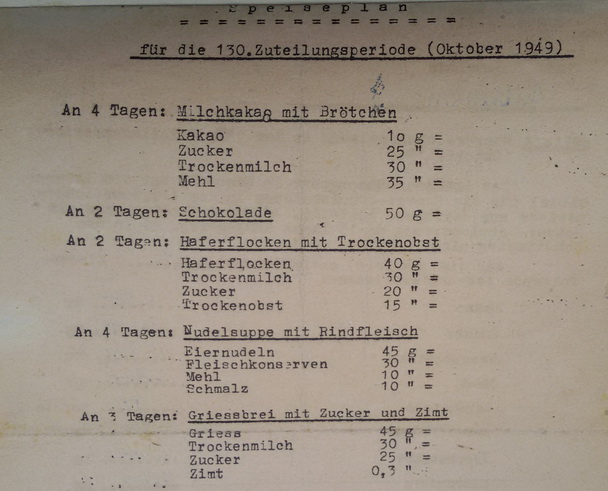 Speiseplan
= = = = = = = = = = = = = = = =
für die 130.Zuteilungsperiode (Oktober 1949)
An 4 Tagen: Milchkakao mit Brötchen
Kakao 10 g =
Zucker 25 " =
Trockenmilch 30 " =
Mehl 35 " =
An 2 Tagen: Schokolade 50 g =
An 2 Tagen: Haferflocken mit Trockenobst
Haferflocken 40 g =
Trockenmilch 30 " =
Zucker 20 " =
Trockenobst 15 " =
An 4 Tagen: Nudelsuppe mit Rindfleisch
Eiernudeln 45 g =
Fleischkonserven 30 " =
Mehl 10 " =
Schmalz 10 " =
An 3 Tagen: Griessbrei mit Zucker und Zimt
Griess 45 g =
Trockenmilch 30 " =
Zucker 25 " =
Zimt 0,3 "